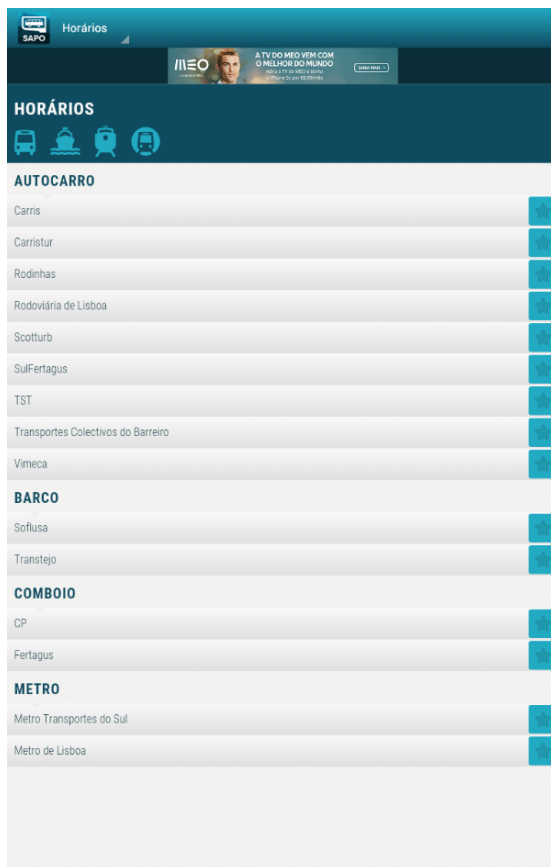 SAPO
Horários
MEO
A TV DO MEO VEM COM
O MELHOR DO MUNDO
HORÁRIOS
AUTOCARRO
Carris
Carristur
Rodinhas
Rodoviária de Lisboa
Scotturb
SulFertagus
TST
Transportes Colectivos do Barreiro
Vimeca
BARCO
Soflusa
Transtejo
COMBOIO
CP
Fertagus
METRO
Metro Transportes do Sul
Metro de Lisboa